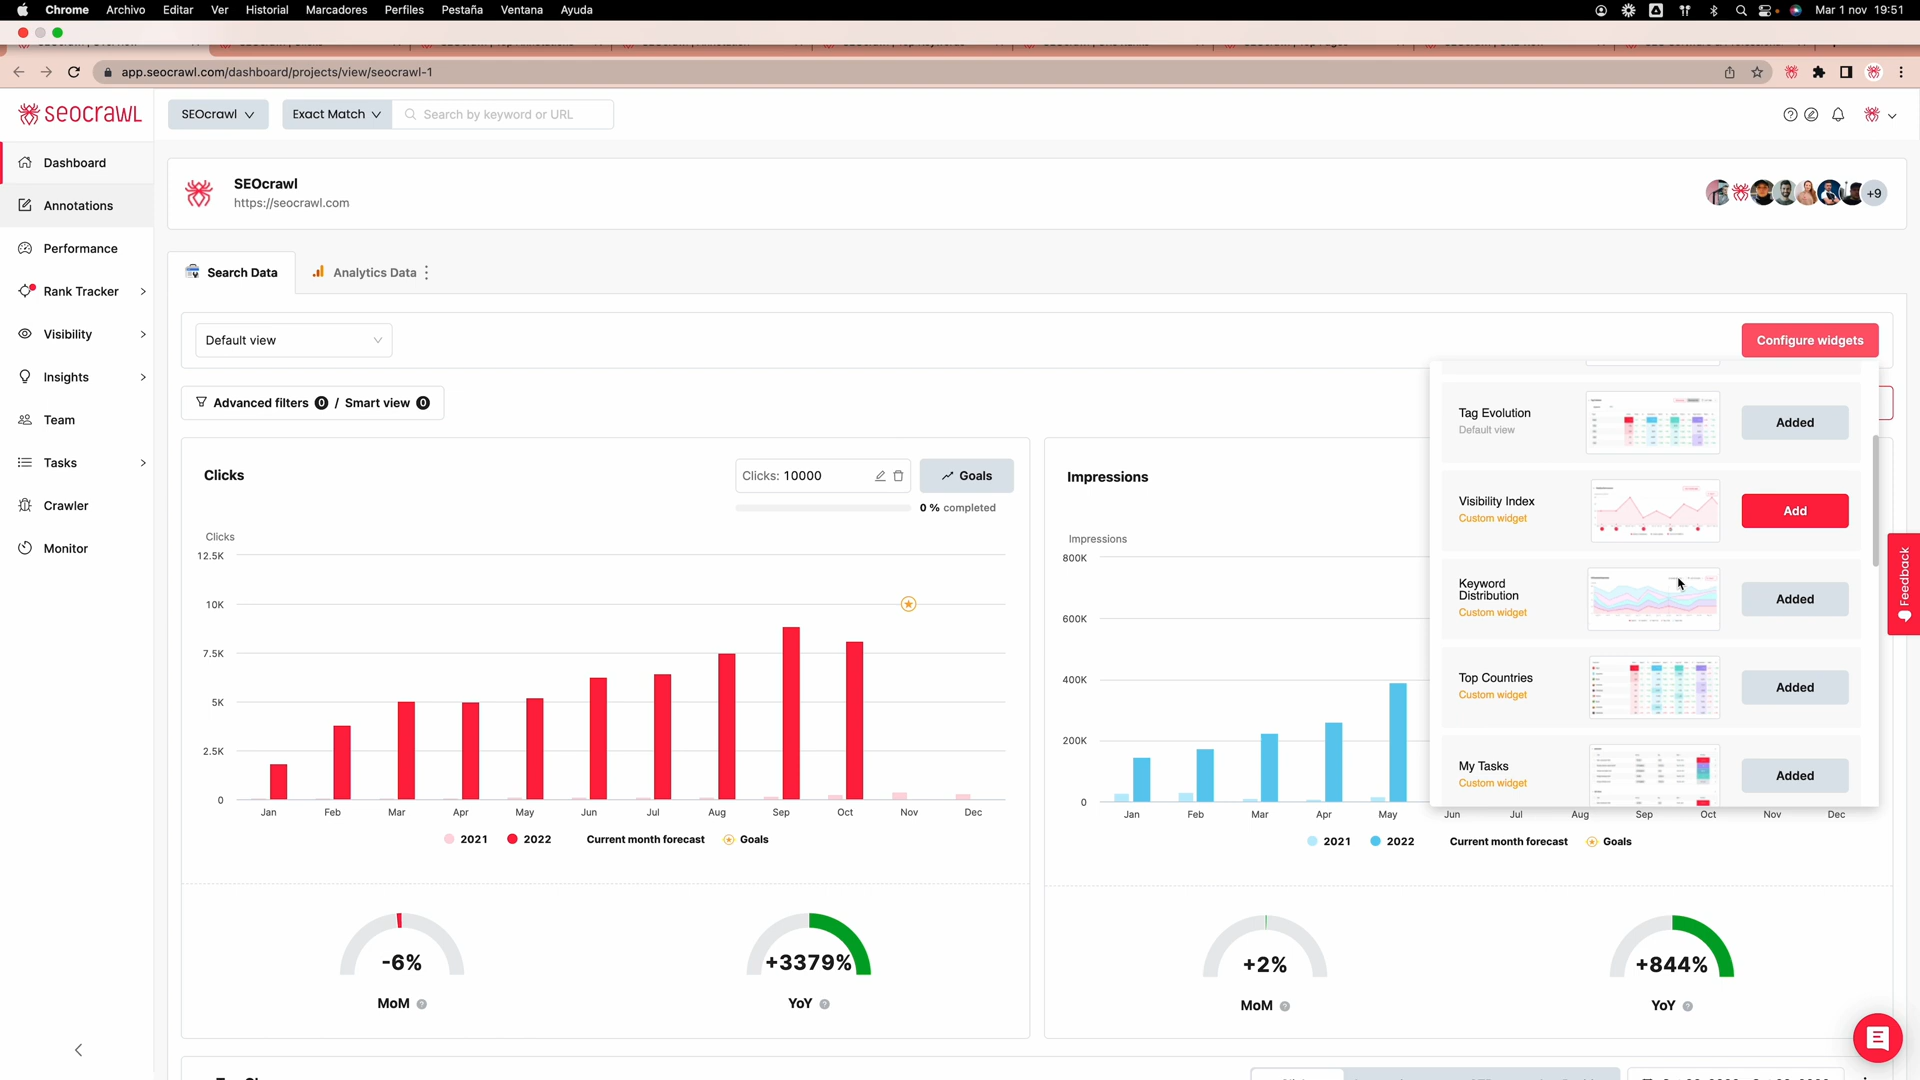 Chrome Archivo Editar Ver Historial Marcadores Perfiles Pestaña Ventana Ayuda Mar 1 nov 19:51
app.seocrawl.com/dashboard/projects/view/seocrawl-1
seocrawl SEOcrawl Exact Match Search by keyword or URL
Dashboard
Annotations
Performance
Rank Tracker
Visibility
Insights
Team
Tasks
Crawler
Monitor
SEOcrawl
https://seocrawl.com
+9
Search Data Analytics Data
Default view Configure widgets
Advanced filters 0 / Smart view 0
Clicks
Clicks: 10000 Goals
0 % completed
Clicks
12.5K
10K
7.5K
5K
2.5K
0
Jan Feb Mar Apr May Jun Jul Aug Sep Oct Nov Dec
2021 2022 Current month forecast Goals
-6%
MoM
+3379%
YoY
Impressions
Impressions
800K
600K
400K
200K
0
Jan Feb Mar Apr May Jun Jul Aug Sep Oct Nov Dec
2021 2022 Current month forecast Goals
+2%
MoM
+844%
YoY
Tag Evolution
Default view
Added
Visibility Index
Custom widget
Add
Keyword
Distribution
Custom widget
Added
Top Countries
Custom widget
Added
My Tasks
Custom widget
Added
Feedback